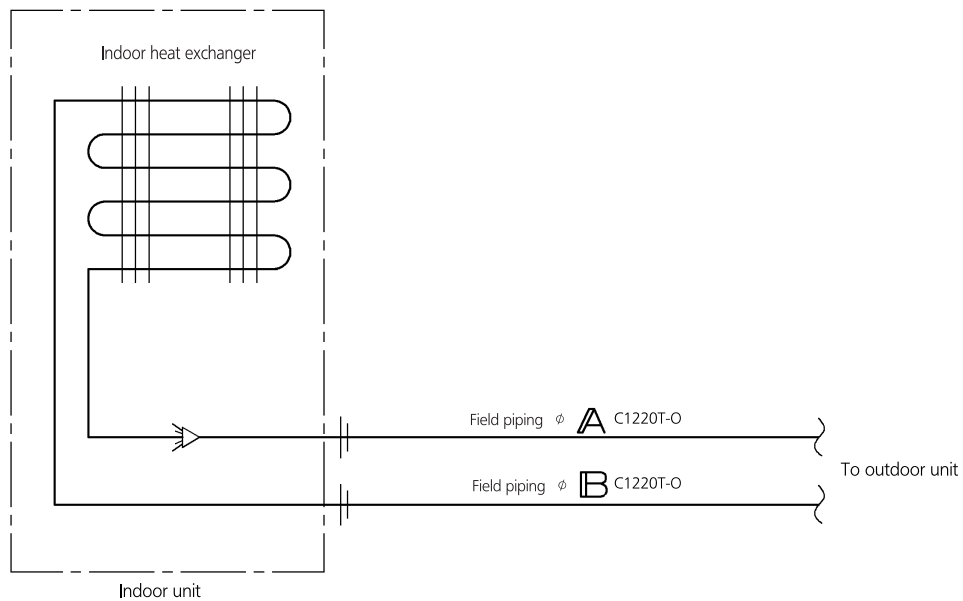 Indoor heat exchanger
Field piping ϕ A C1220T-O
Field piping ϕ B C1220T-O
To outdoor unit
Indoor unit